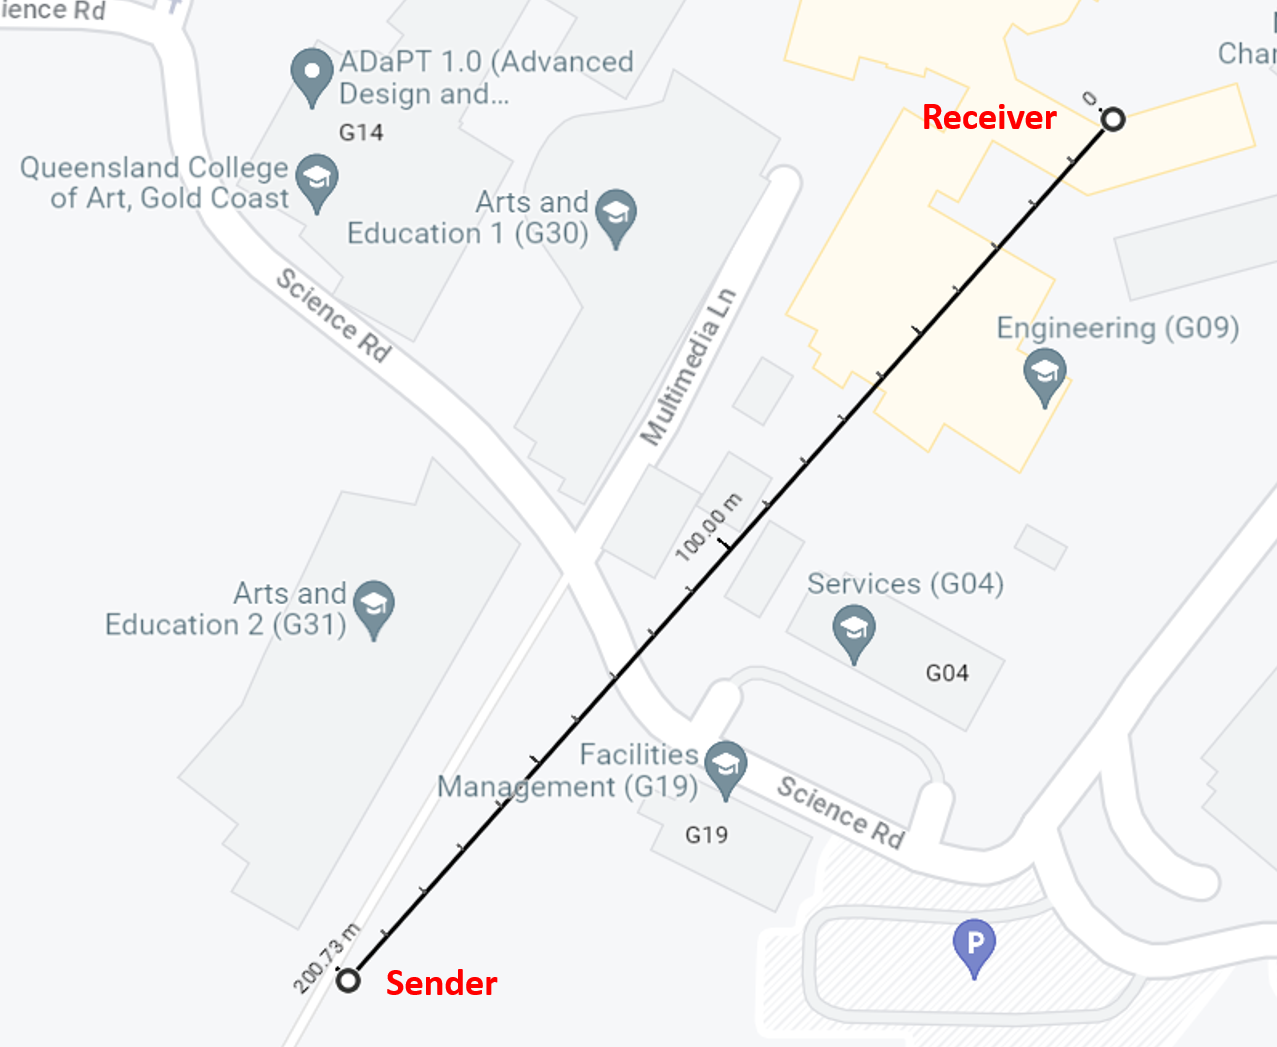 ience Rd
ADaPT 1.0 (Advanced
Design and...
G14
Queensland College
of Art, Gold Coast
Arts and
Education 1 (G30)
Receiver
0
Science Rd
Multimedia Ln
Engineering (G09)
100.00 m
Arts and
Education 2 (G31)
Services (G04)
G04
Facilities
Management (G19)
G19
Science Rd
P
200.73 m
Sender